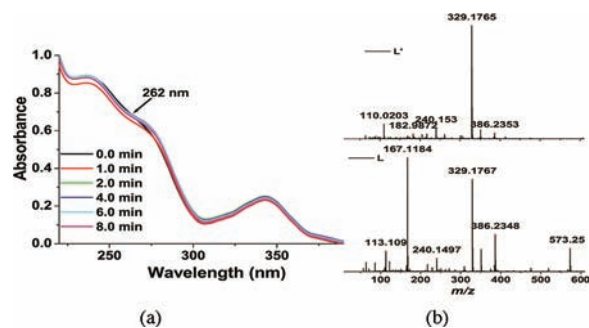 1.0
0.8
0.6
0.4
0.2
0.0
Absorbance
262 nm
0.0 min
1.0 min
2.0 min
4.0 min
6.0 min
8.0 min
250
300
350
Wavelength (nm)
(a)
329.1765
L'
110.0203
182.9872
240.153
386.2353
167.1184
L
329.1767
386.2348
113.109
240.1497
573.25
100 200 300 400 500 600
m/z
(b)